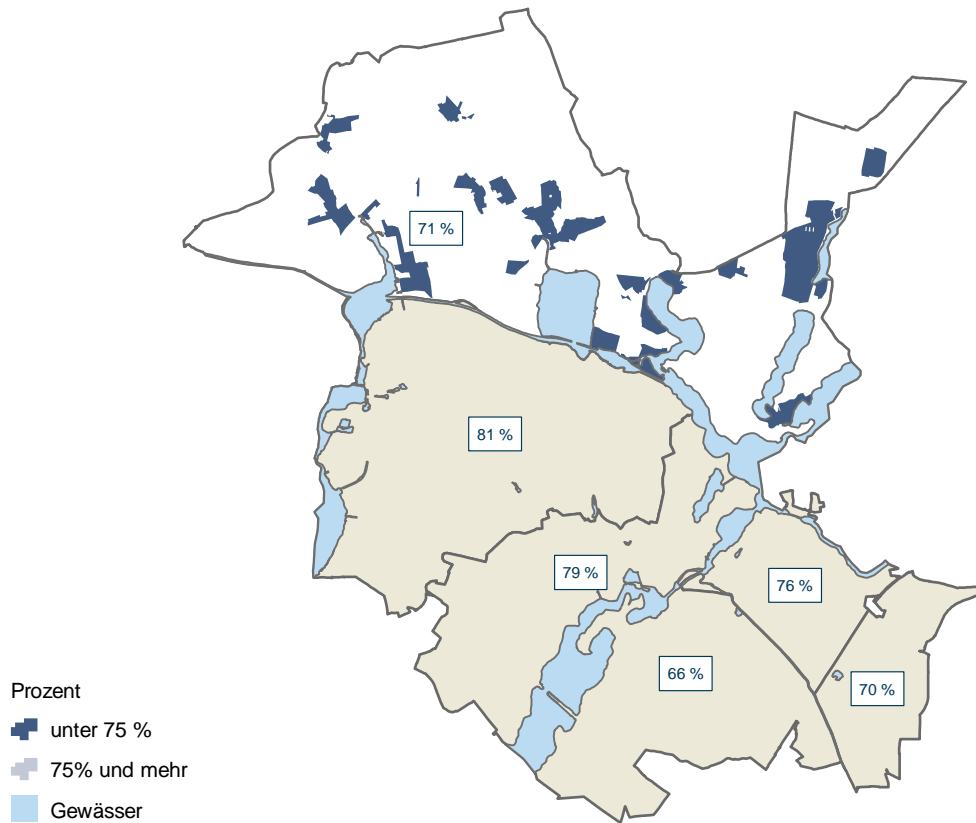 71 %
81 %
79 %
76 %
66 %
70 %
Prozent
unter 75 %
75% und mehr
Gewässer